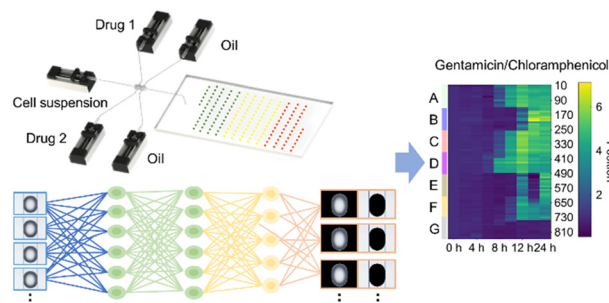 Drug 1
Oil
Cell suspension
Drug 2
Oil
Gentamicin/Chloramphenicol
A
B
C
D
E
F
G
10
90
170
250
330
410
490
570
650
730
810
6
4
2
0 h 4 h 8 h 12 h 24 h